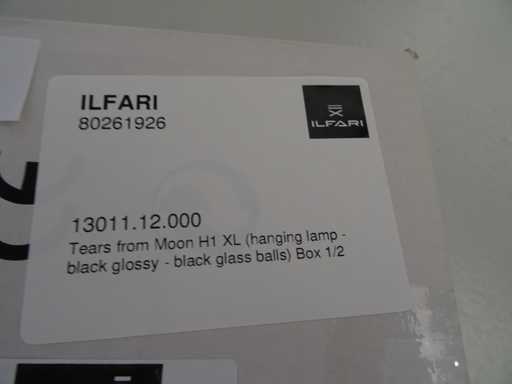 ILFARI
80261926
ILFARI
13011.12.000
Tears from Moon H1 XL (hanging lamp -
black glossy - black glass balls) Box 1/2